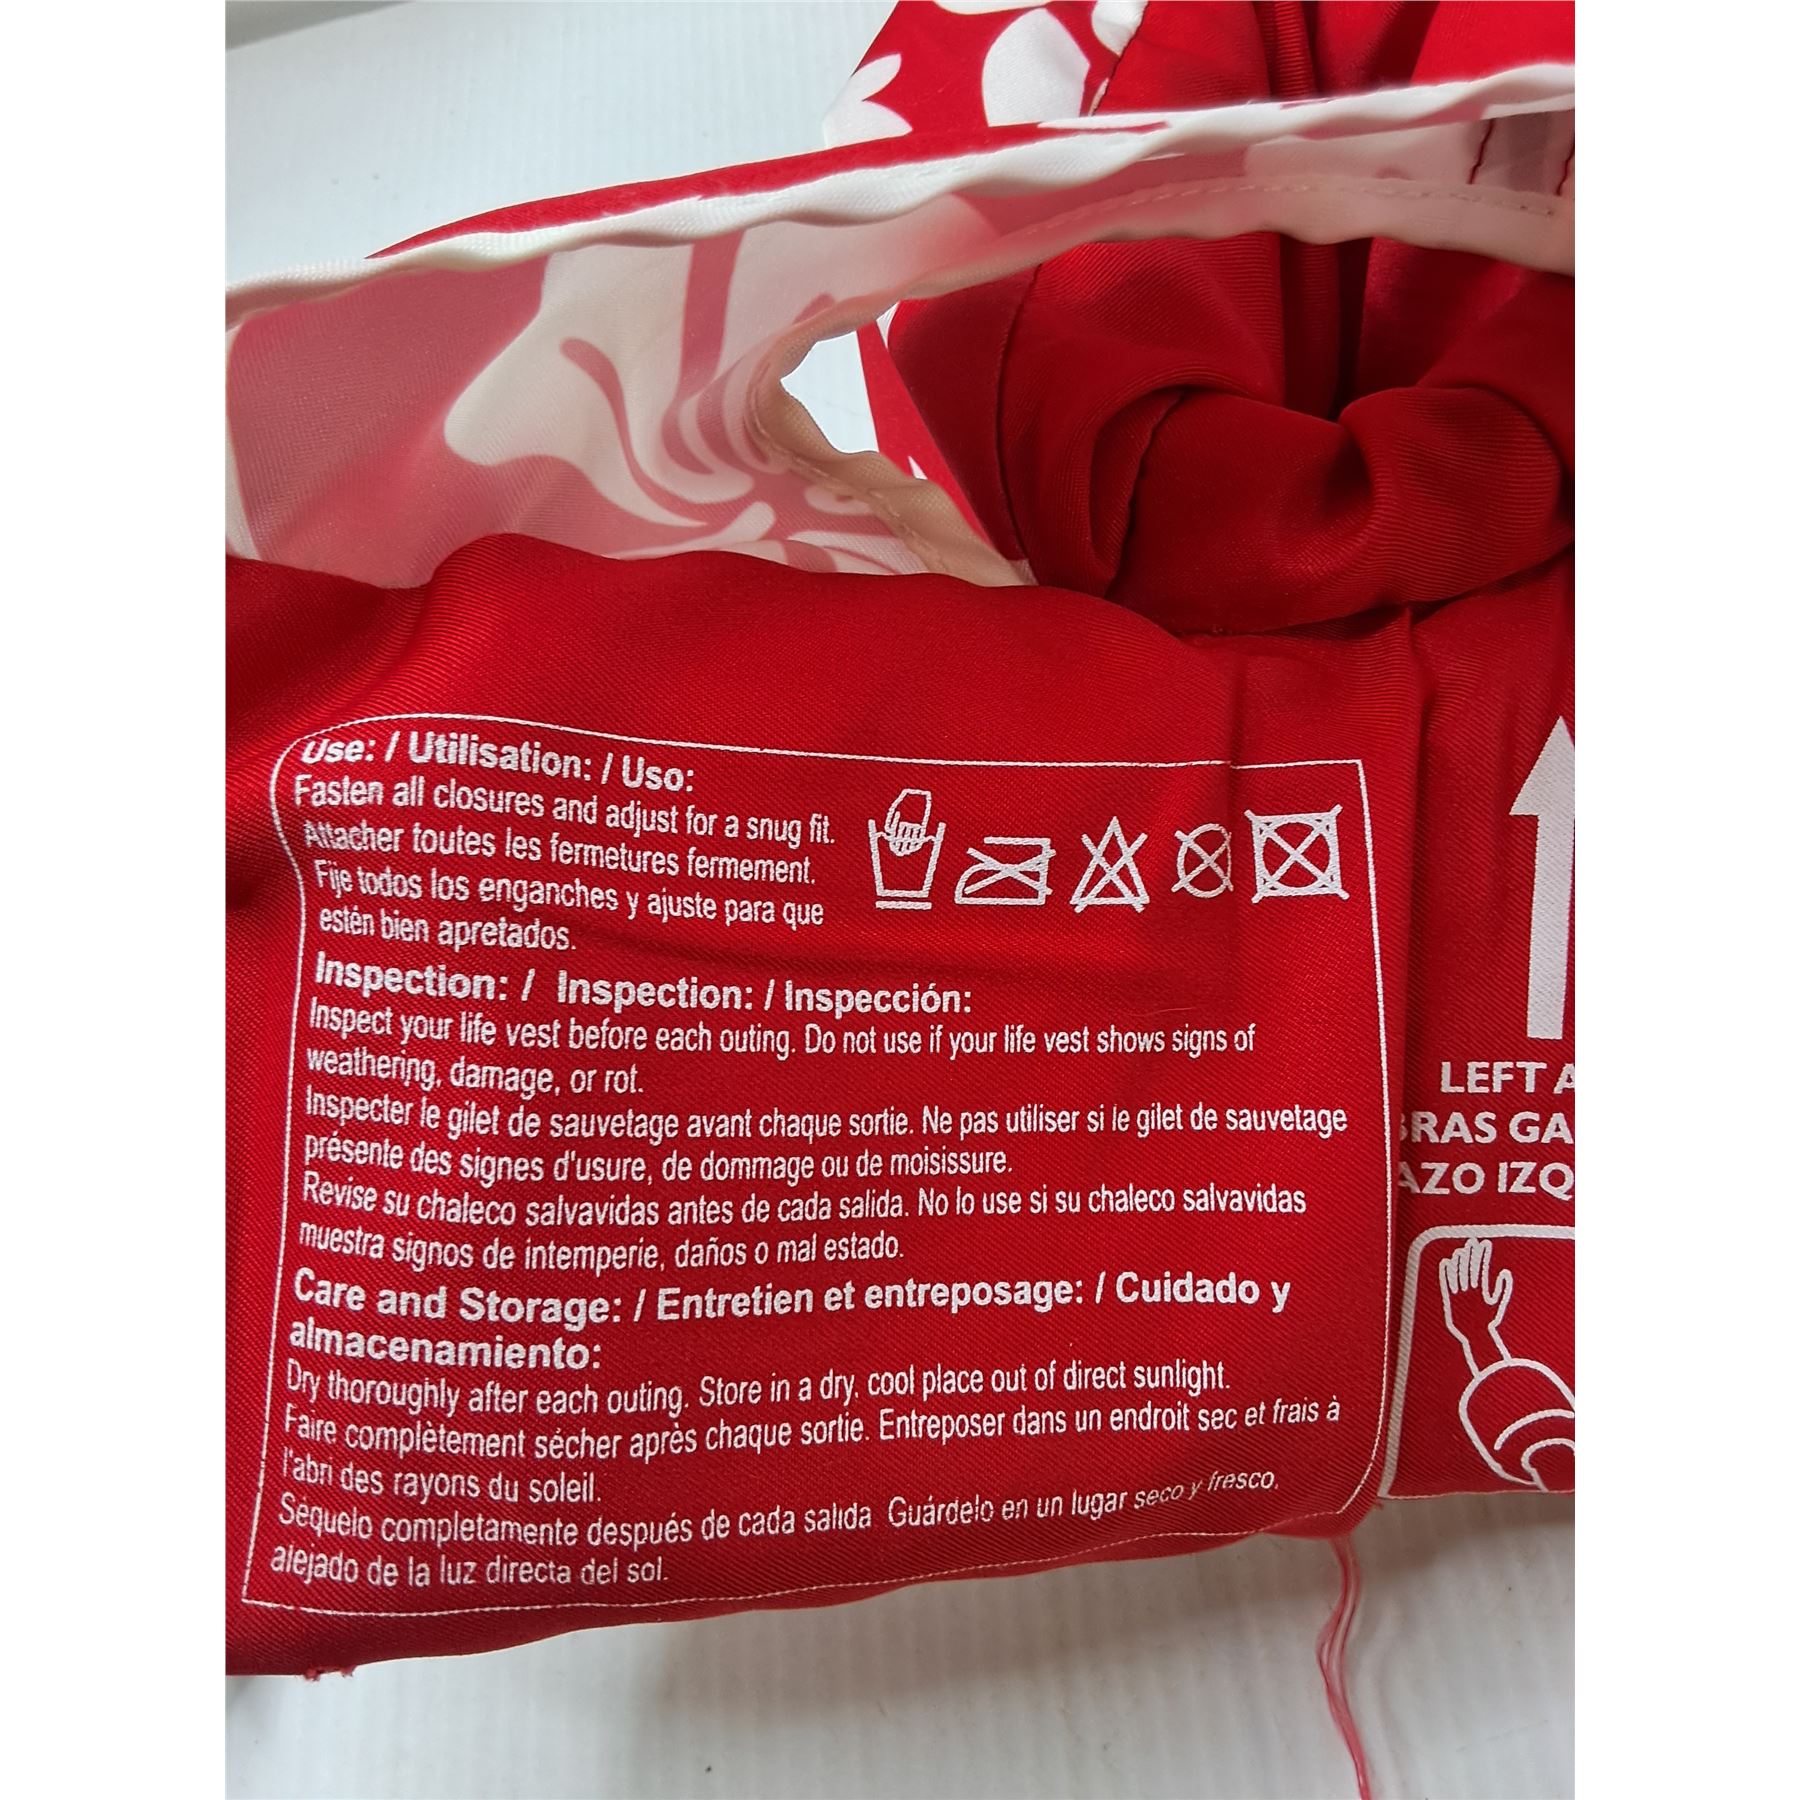 Use: / Utilisation: / Uso:
Fasten all closures and adjust for a snug fit.
Attacher toutes les fermetures fermement.
Fije todos los enganches y ajuste para que
estén bien apretados.
Inspection: / Inspection: / Inspección:
Inspect your life vest before each outing. Do not use if your life vest shows signs of
weathering, damage, or rot.
Inspecter le gilet de sauvetage avant chaque sortie. Ne pas utiliser si le gilet de sauvetage
présente des signes d'usure, de dommage ou de moisissure.
Revise su chaleco salvavidas antes de cada salida. No lo use si su chaleco salvavidas
muestra signos de intemperie, daños o mal estado.
Care and Storage: / Entretien et entreposage: / Cuidado y
almacenamiento:
Dry thoroughly after each outing. Store in a dry, cool place out of direct sunlight.
Faire complètement sécher après chaque sortie. Entreposer dans un endroit sec et frais à
l'abri des rayons du soleil.
Séquelo completamente después de cada salida Guárdelo en un lugar seco y fresco,
alejado de la luz directa del sol.
LEFT A
BRAS GA
AZO IZQ